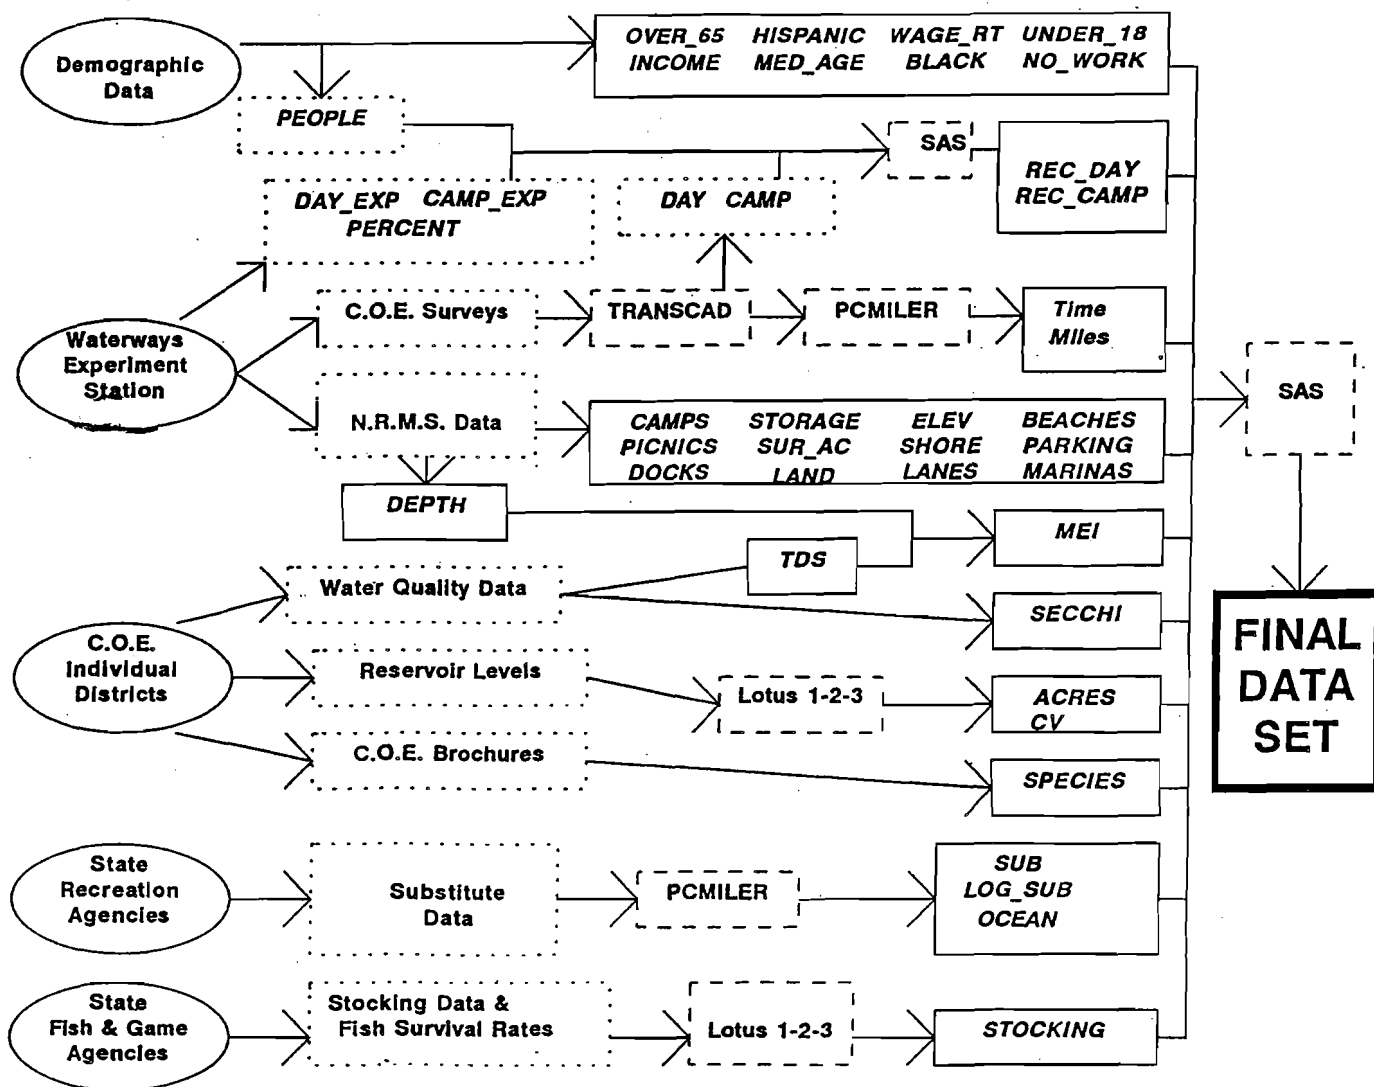 Demographic
Data
OVER_65 HISPANIC WAGE_RT UNDER_18
INCOME MED_AGE BLACK NO_WORK
PEOPLE
SAS
REC_DAY
REC_CAMP
DAY_EXP CAMP_EXP
PERCENT
DAY CAMP
Waterways
Experiment
Station
C.O.E. Surveys
TRANSCAD
PCMILER
Time
Miles
N.R.M.S. Data
CAMPS STORAGE ELEV BEACHES
PICNICS SUR_AC SHORE PARKING
DOCKS LAND LANES MARINAS
SAS
DEPTH
MEI
TDS
Water Quality Data
SECCHI
C.O.E.
Individual
Districts
Reservoir Levels
Lotus 1-2-3
ACRES
CV
C.O.E. Brochures
SPECIES
FINAL
DATA
SET
State
Recreation
Agencies
Substitute
Data
PCMILER
SUB
LOG_SUB
OCEAN
State
Fish & Game
Agencies
Stocking Data &
Fish Survival Rates
Lotus 1-2-3
STOCKING